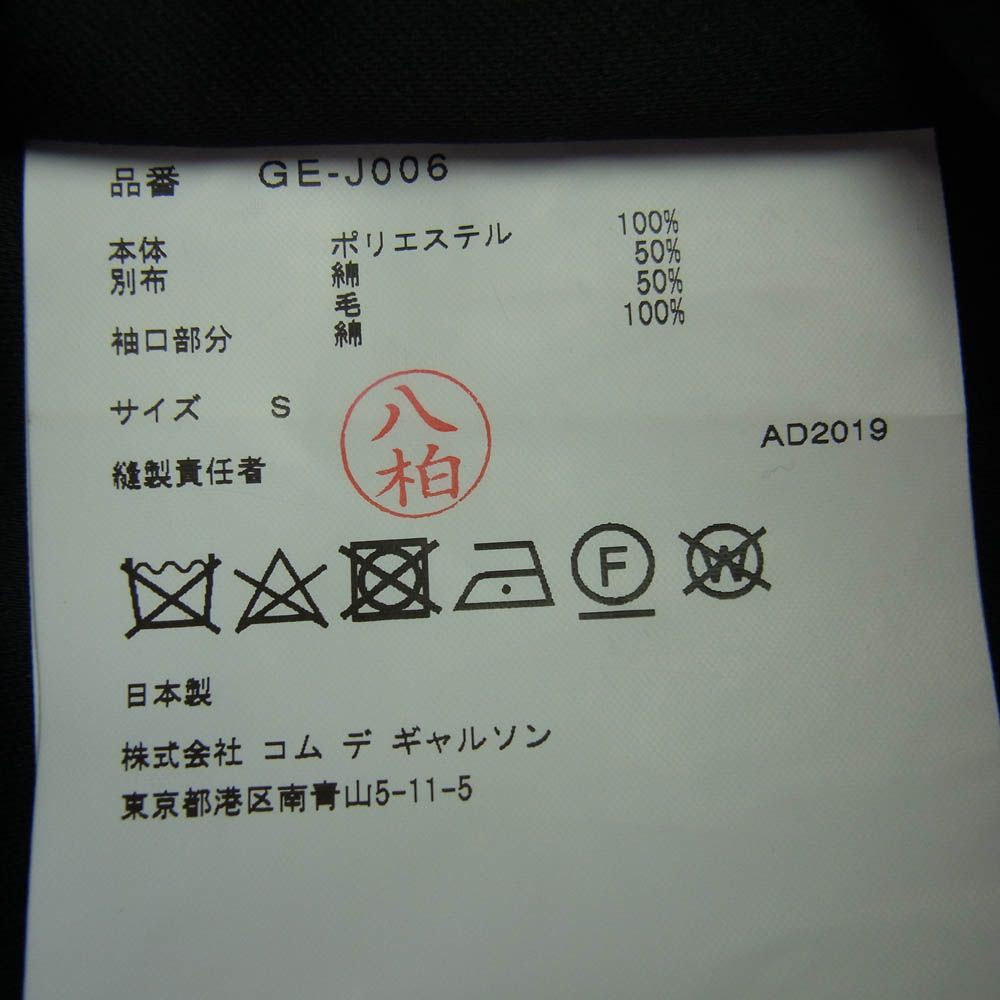 品番 GE-J006
本体 ポリエステル 100%
別布 綿 50%
毛 50%
袖口部分 綿 100%
サイズ S
八柏
縫製責任者
AD2019
F W
日本製
株式会社 コム デ ギャルソン
東京都港区南青山5-11-5